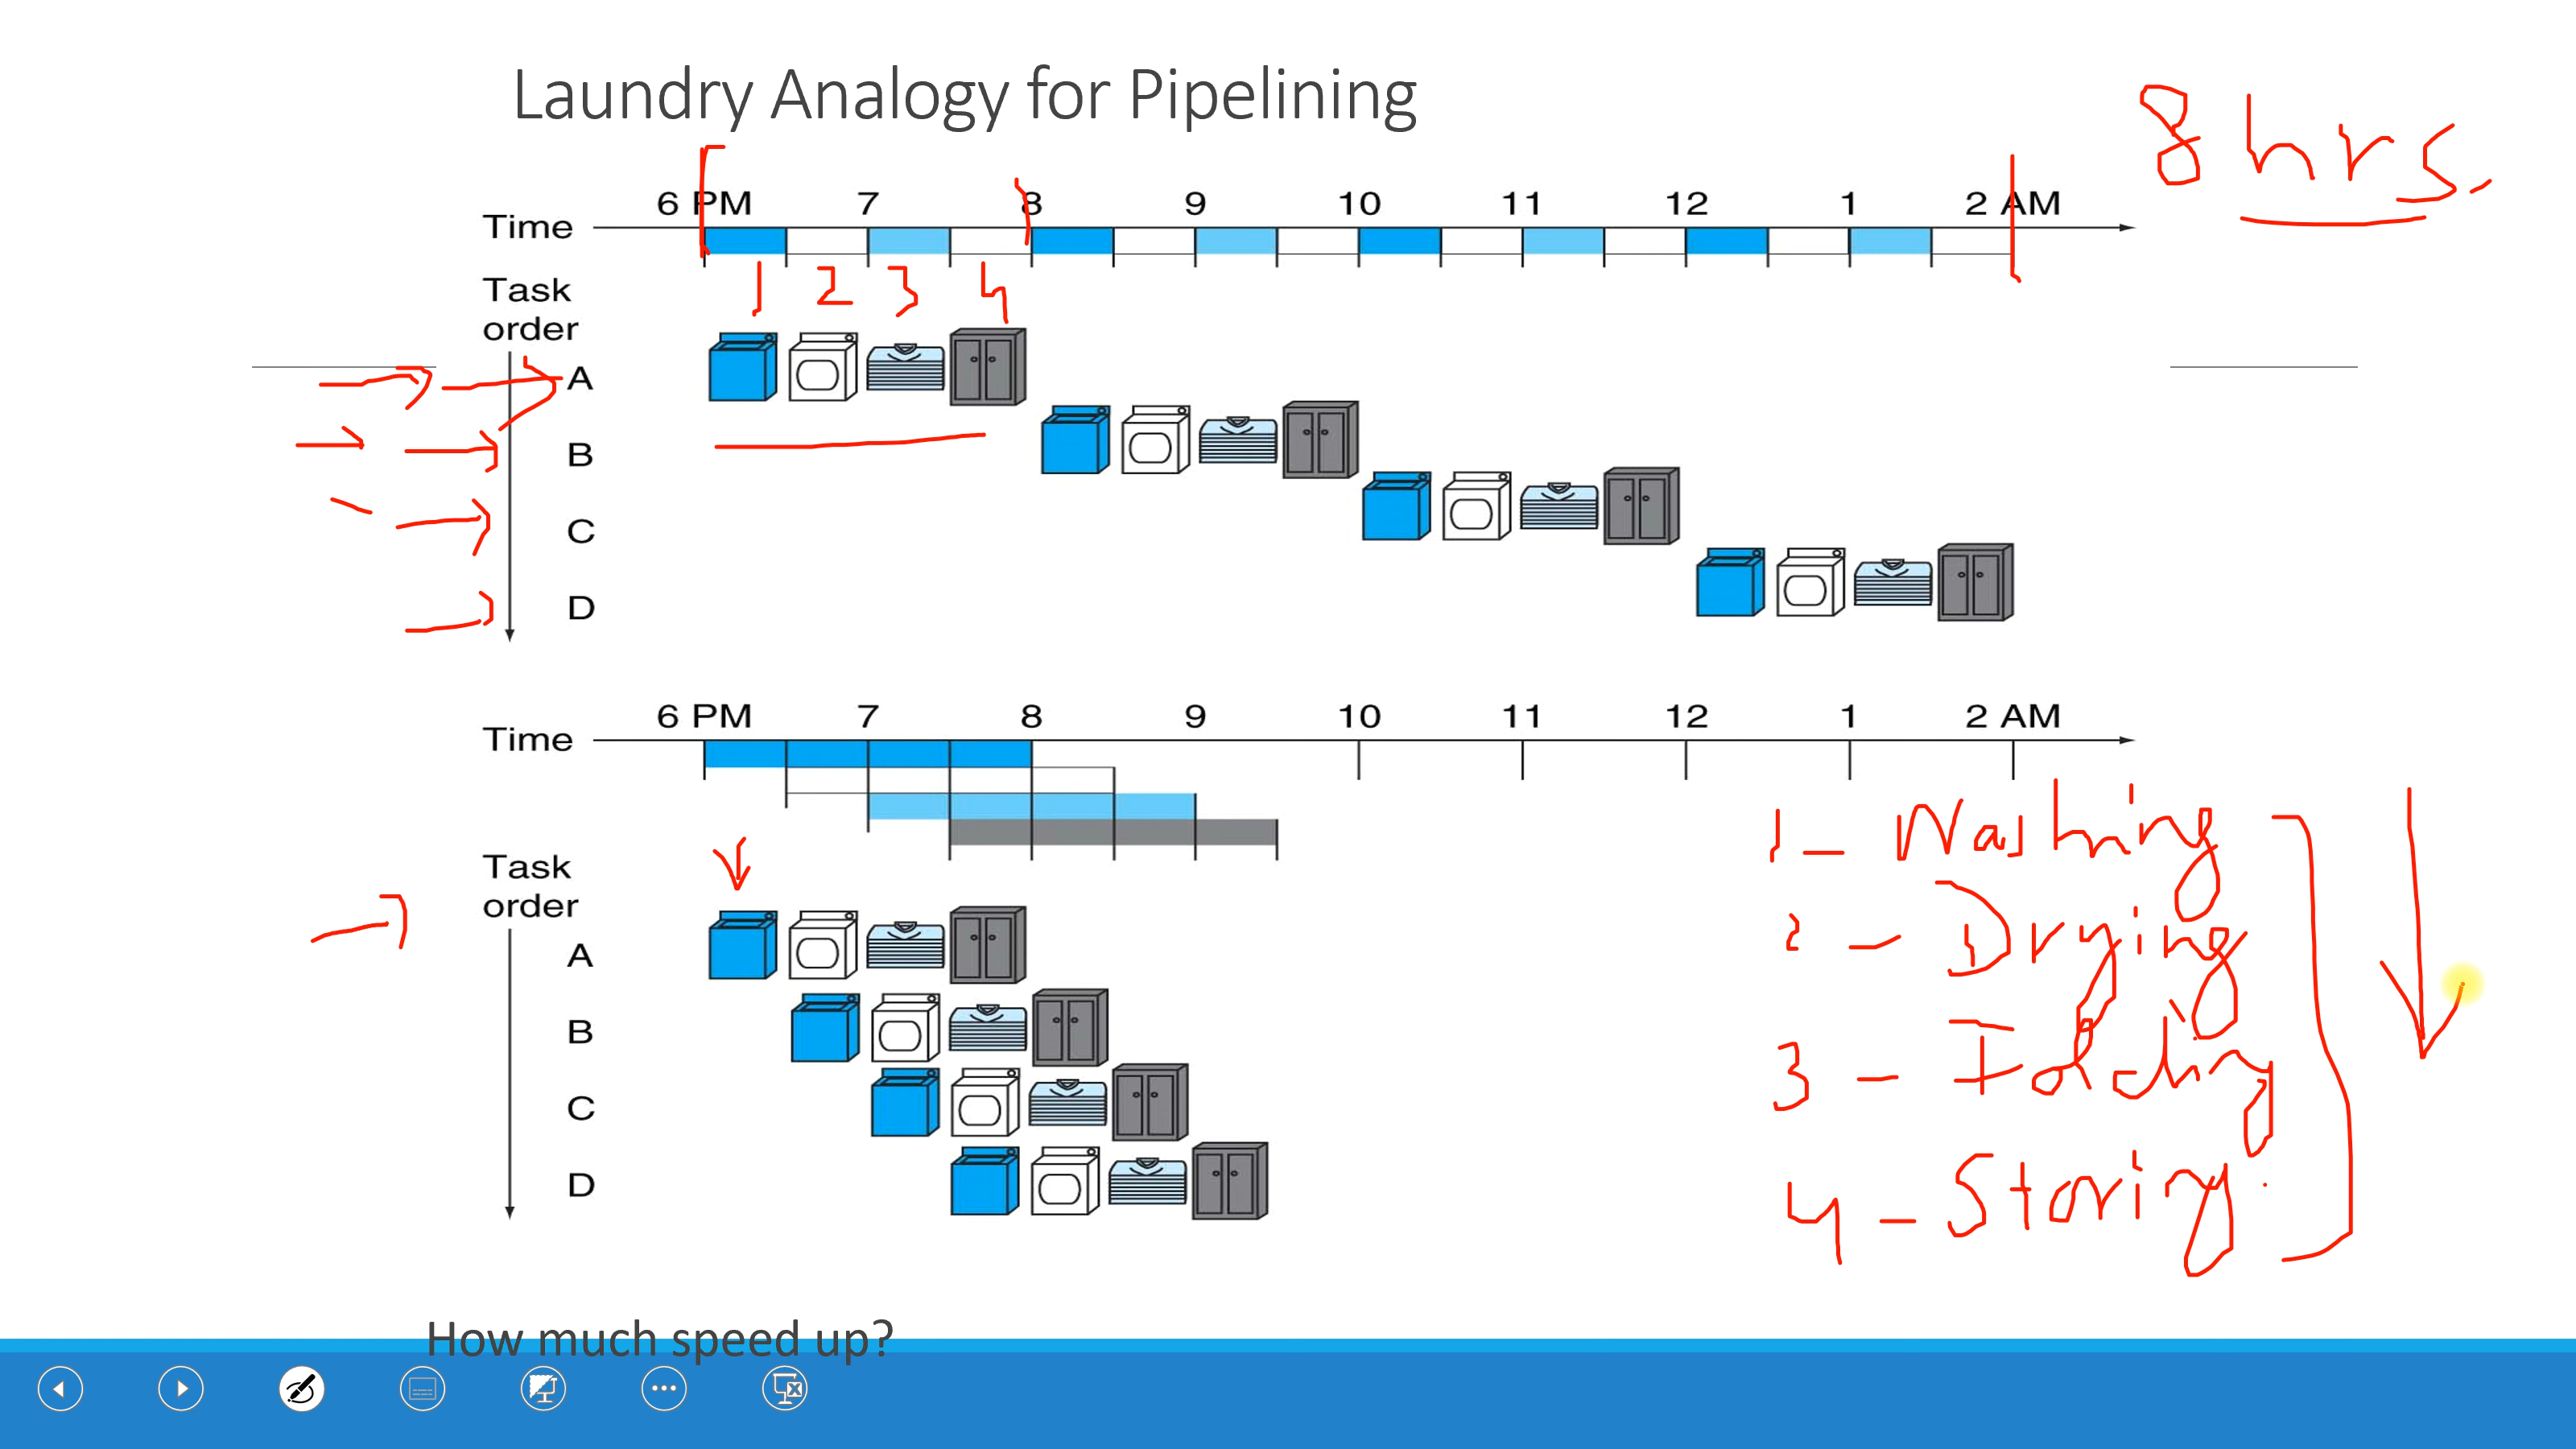 Laundry Analogy for Pipelining
8 hrs.
6 PM 7 8 9 10 11 12 1 2 AM
Time
1 2 3 4
Task
order
A
B
C
D
6 PM 7 8 9 10 11 12 1 2 AM
Time
1 - Washing
Task
order
2 - Drying
A
B
3 - Folding
C
D
4 - Storing.
How much speed up?